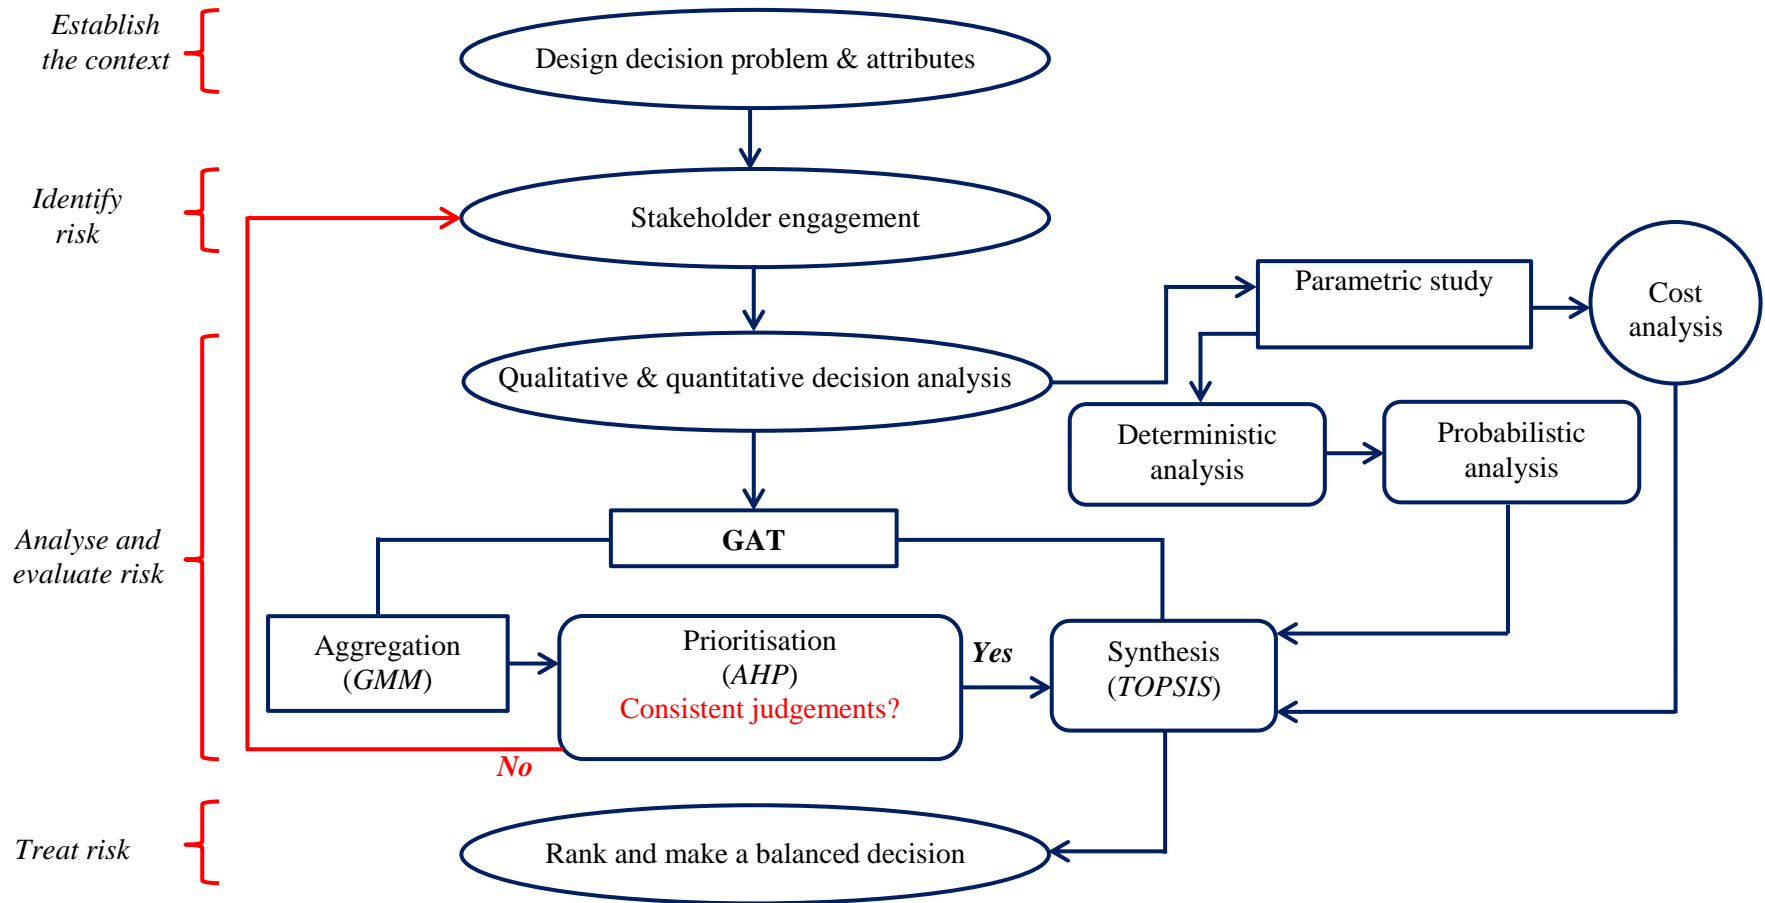 Establish
the context
Design decision problem & attributes
Identify
risk
Stakeholder engagement
Parametric study
Cost
analysis
Qualitative & quantitative decision analysis
Deterministic
analysis
Probabilistic
analysis
Analyse and
evaluate risk
GAT
Aggregation
(GMM)
Prioritisation
(AHP)
Consistent judgements?
Yes
Synthesis
(TOPSIS)
No
Treat risk
Rank and make a balanced decision